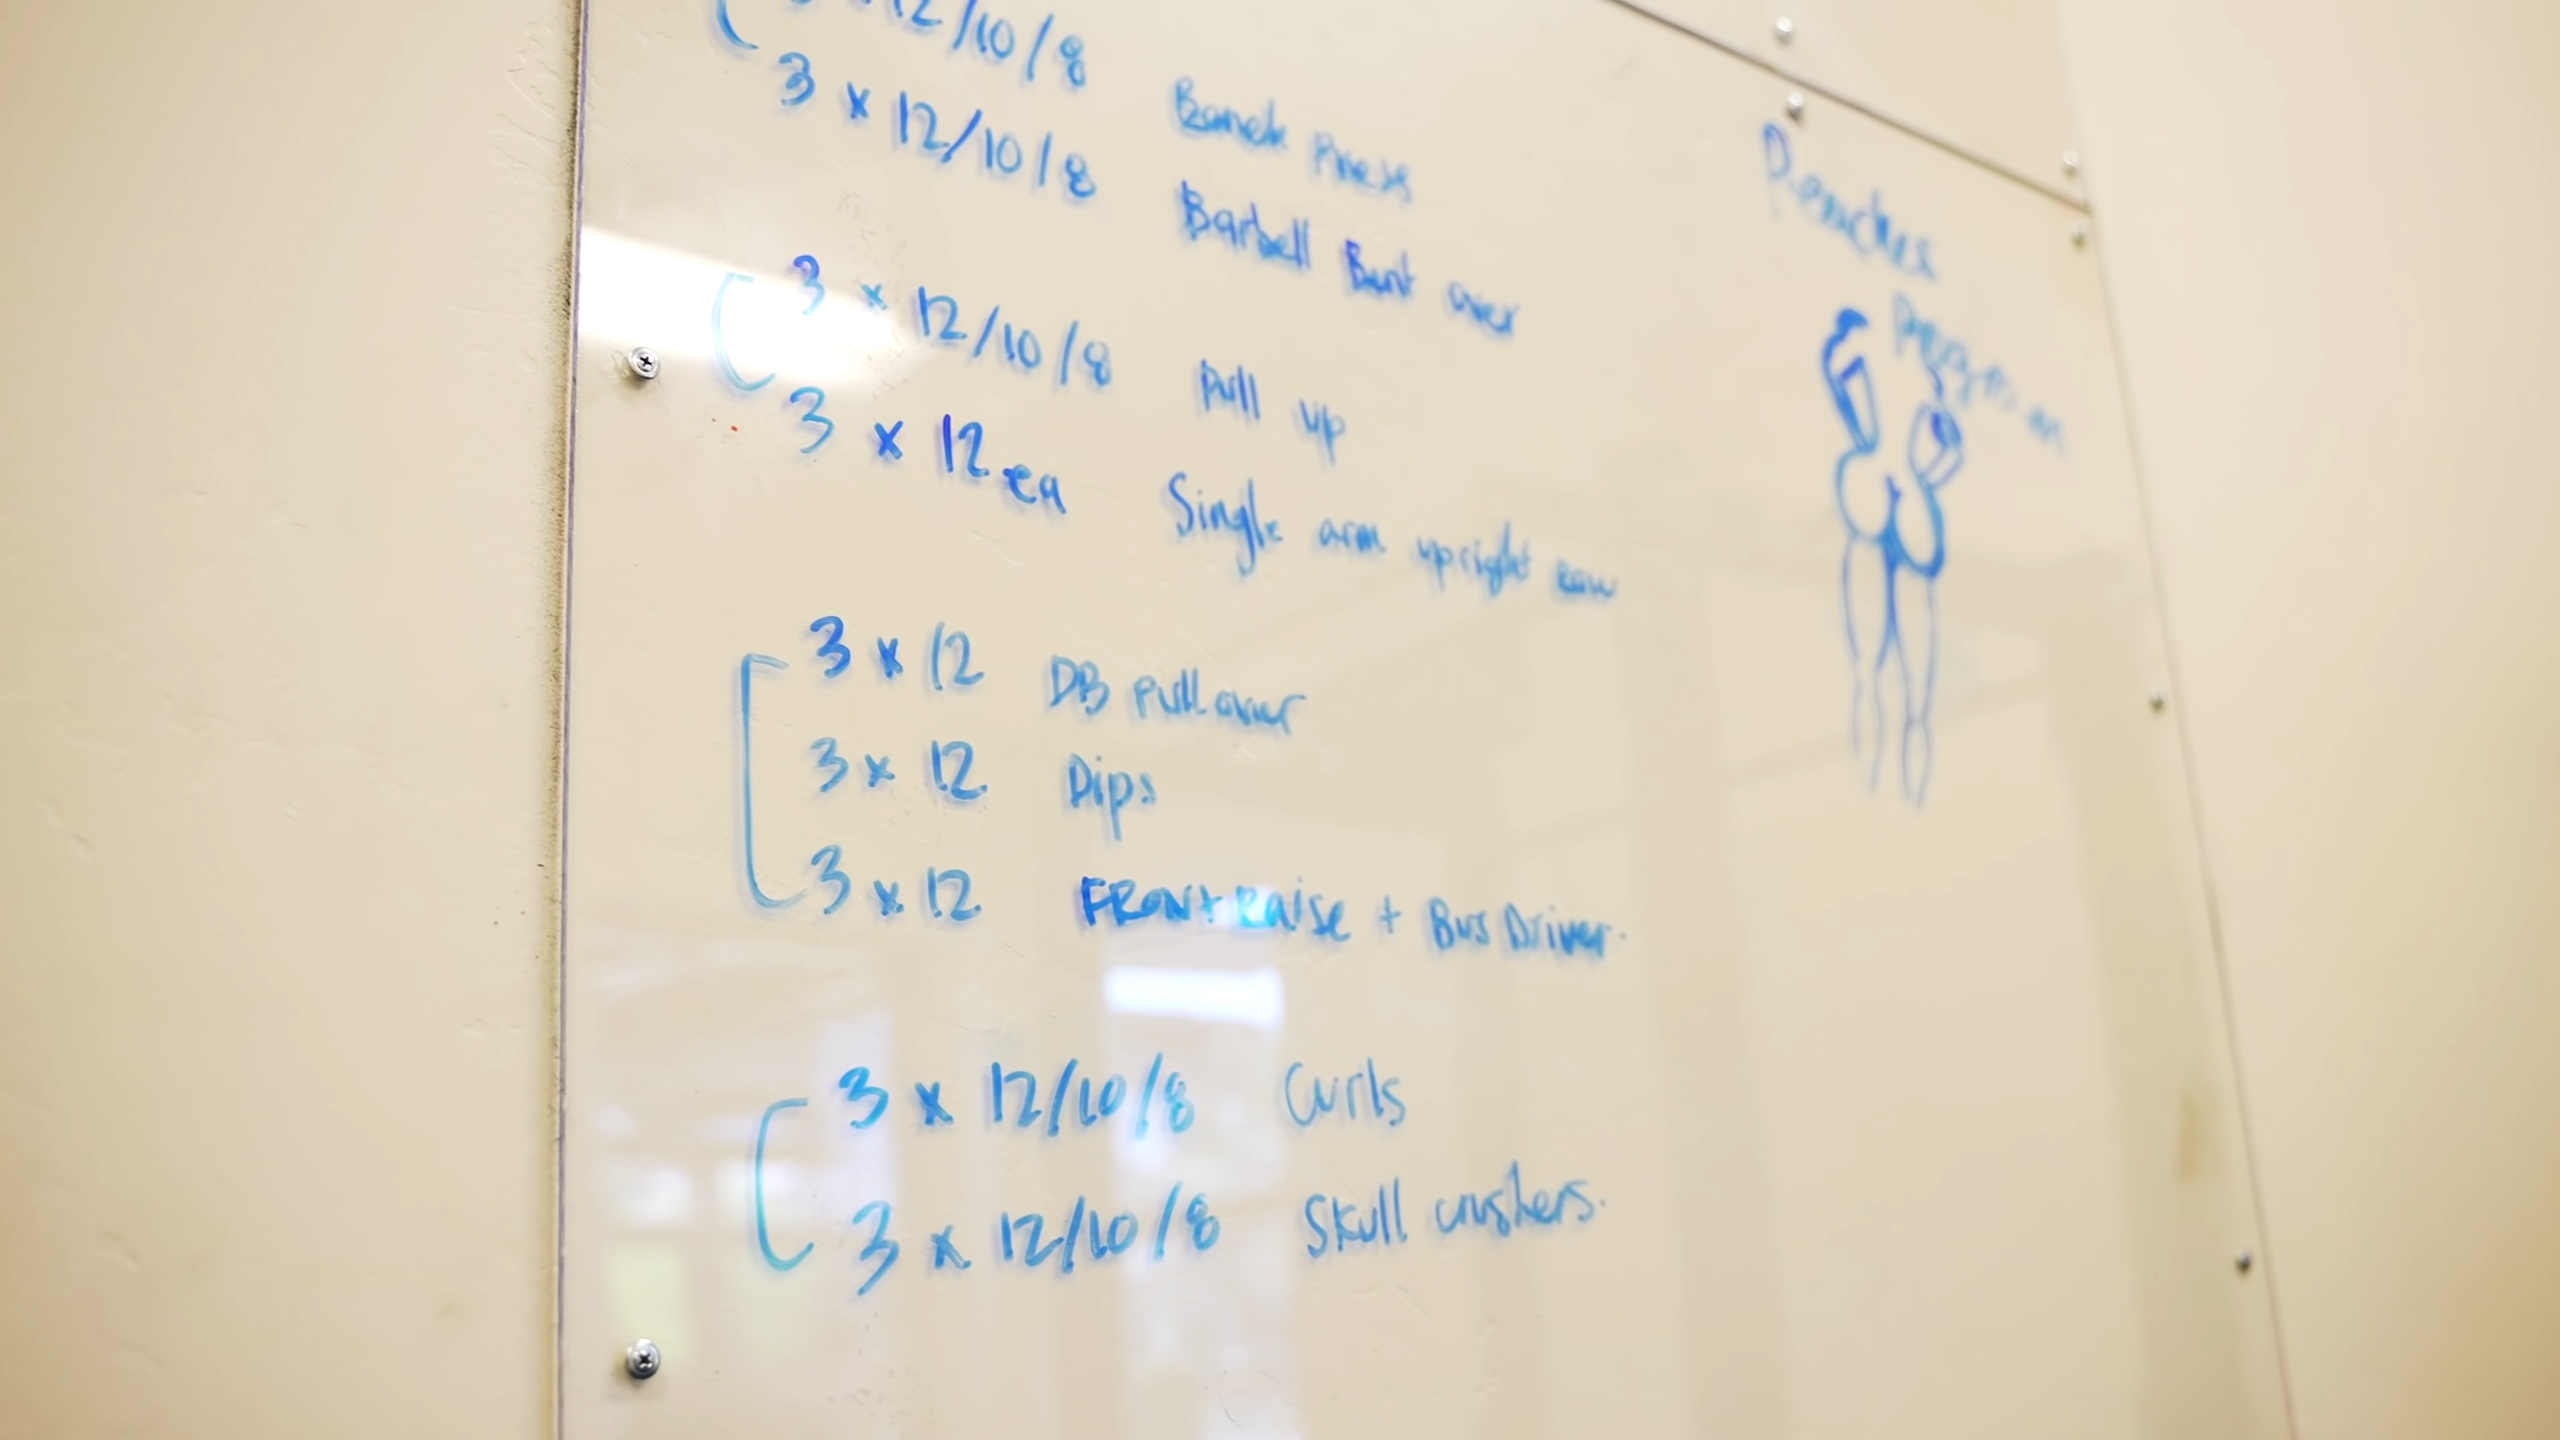 12/10/8 Bench Press
3 x 12/10/8 Barbell Bent over
3 x 12/10/8 Pull up
3 x 12 ea Single arm upright row
3 x 12 DB pull over
3 x 12 Dips
3 x 12 FRONT Raise + Bus Driver.
3 x 12/10/8 Curls
3 x 12/10/8 Skull crushers.
Peaches